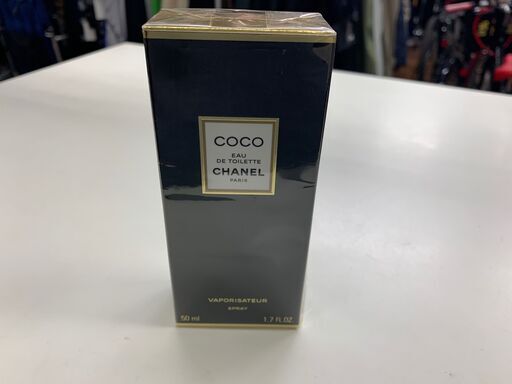 COCO
EAU
DE TOILETTE
CHANEL
PARIS
VAPORISATEUR
SPRAY
50 ml 1.7 FL.OZ